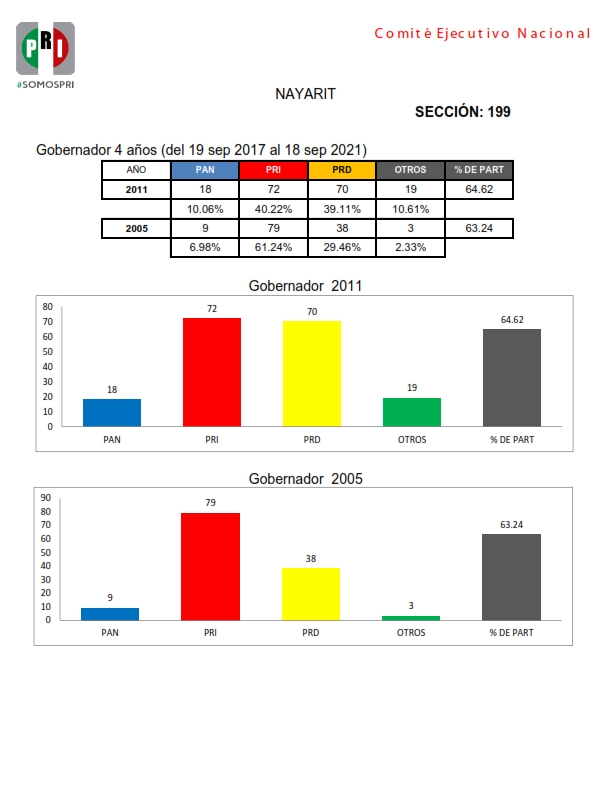 PRI
#SOMOSPRI
Comité Ejecutivo Nacional
NAYARIT
SECCIÓN: 199
Gobernador 4 años (del 19 sep 2017 al 18 sep 2021)
AÑO PAN PRI PRD OTROS % DE PART
2011 18 72 70 19 64.62
10.06% 40.22% 39.11% 10.61%
2005 9 79 38 3 63.24
6.98% 61.24% 29.46% 2.33%
Gobernador 2011
80
70
60
50
40
30
20
10
0
18 72 70 19 64.62
PAN PRI PRD OTROS % DE PART
Gobernador 2005
90
80
70
60
50
40
30
20
10
0
9 79 38 3 63.24
PAN PRI PRD OTROS % DE PART